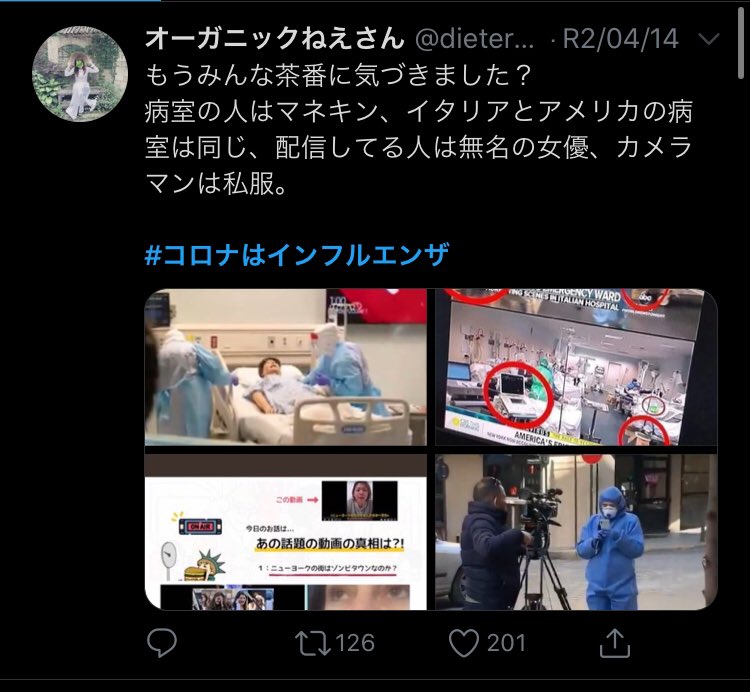 オーガニックねえさん @dieter... · R2/04/14
もうみんな茶番に気づきました？
病室の人はマネキン、イタリアとアメリカの病
室は同じ、配信してる人は無名の女優、カメラ
マンは私服。
#コロナはインフルエンザ
EMERGENCY WARD
abc
ING SCENES IN ITALIAN HOSPITAL
AMERICA'S
この動画
ON AIR
今日のお話は...
あの話題の動画の真相は?!
1：ニューヨークの街はゾンビタウンなのか？
126
201